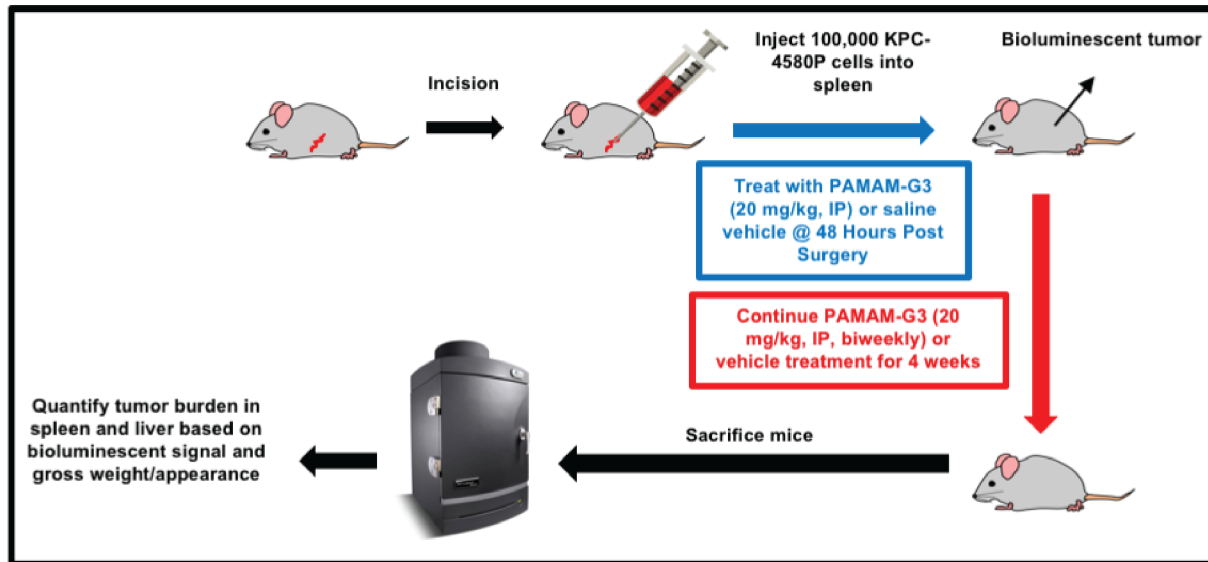 Incision
Inject 100,000 KPC-
4580P cells into
spleen
Bioluminescent tumor
Treat with PAMAM-G3
(20 mg/kg, IP) or saline
vehicle @ 48 Hours Post
Surgery
Continue PAMAM-G3 (20
mg/kg, IP, biweekly) or
vehicle treatment for 4 weeks
Sacrifice mice
Quantify tumor burden in
spleen and liver based on
bioluminescent signal and
gross weight/appearance